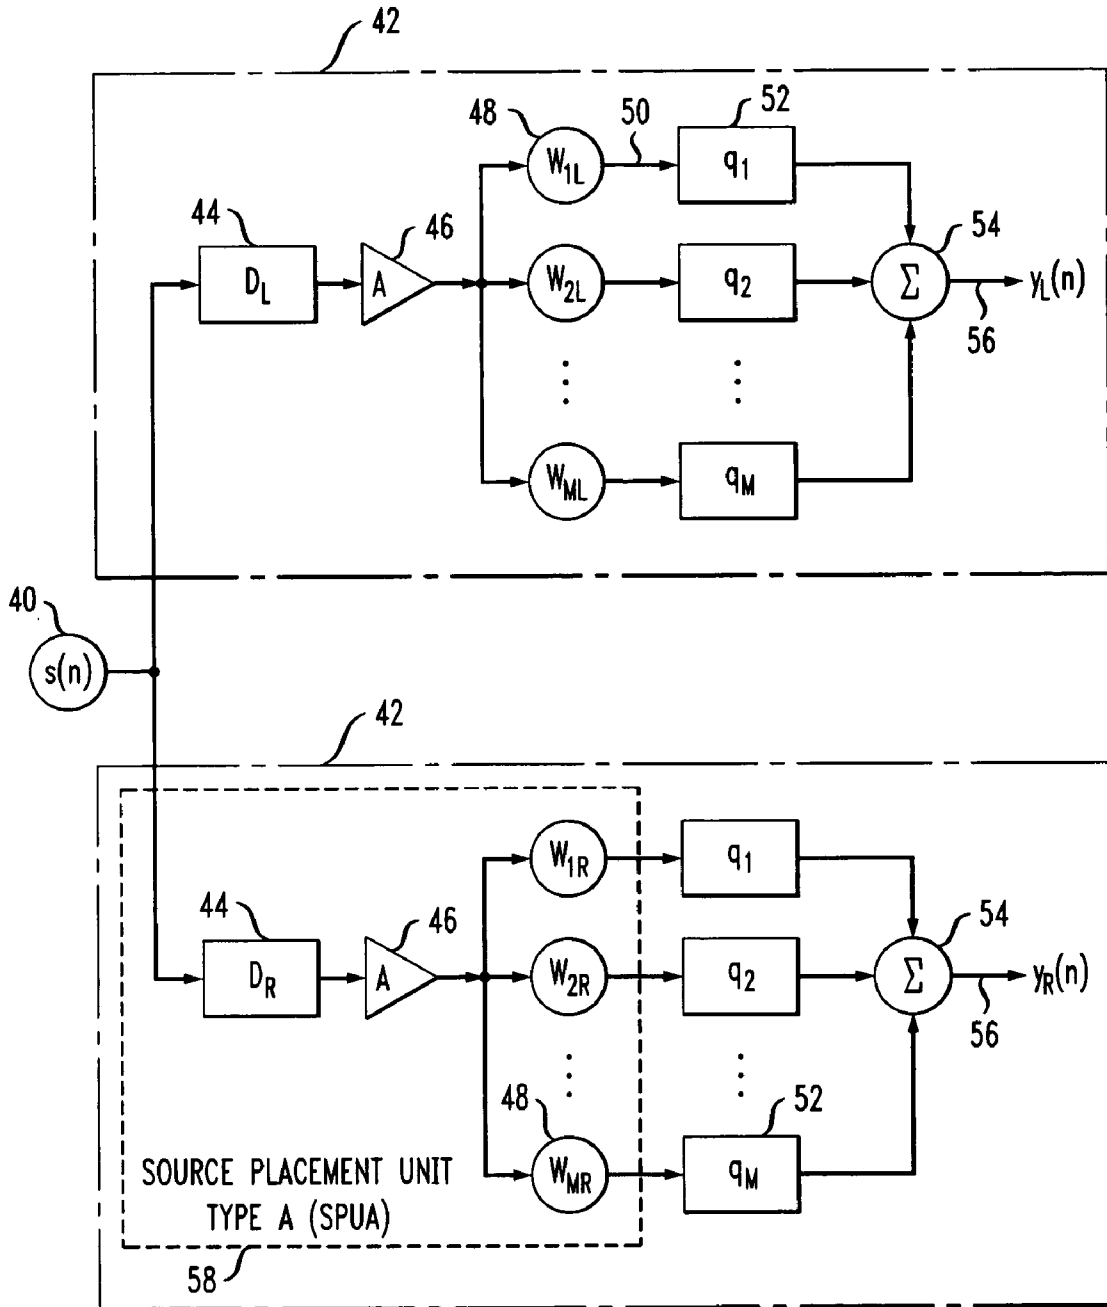 42
48
50
52
W1L
q1
44
46
54
DL
A
W2L
q2
Σ
yL(n)
56
WML
qM
40
s(n)
42
W1R
q1
44
46
54
DR
A
W2R
q2
Σ
yR(n)
56
48
52
WMR
qM
SOURCE PLACEMENT UNIT
TYPE A (SPUA)
58